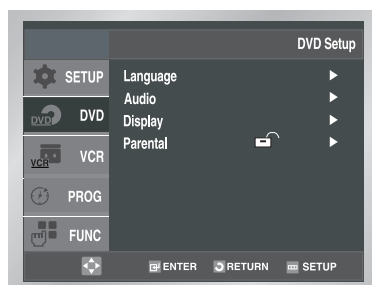 DVD Setup
SETUP
DVD DVD
VCR VCR
PROG
FUNC
Language
Audio
Display
Parental
ENTER RETURN SETUP